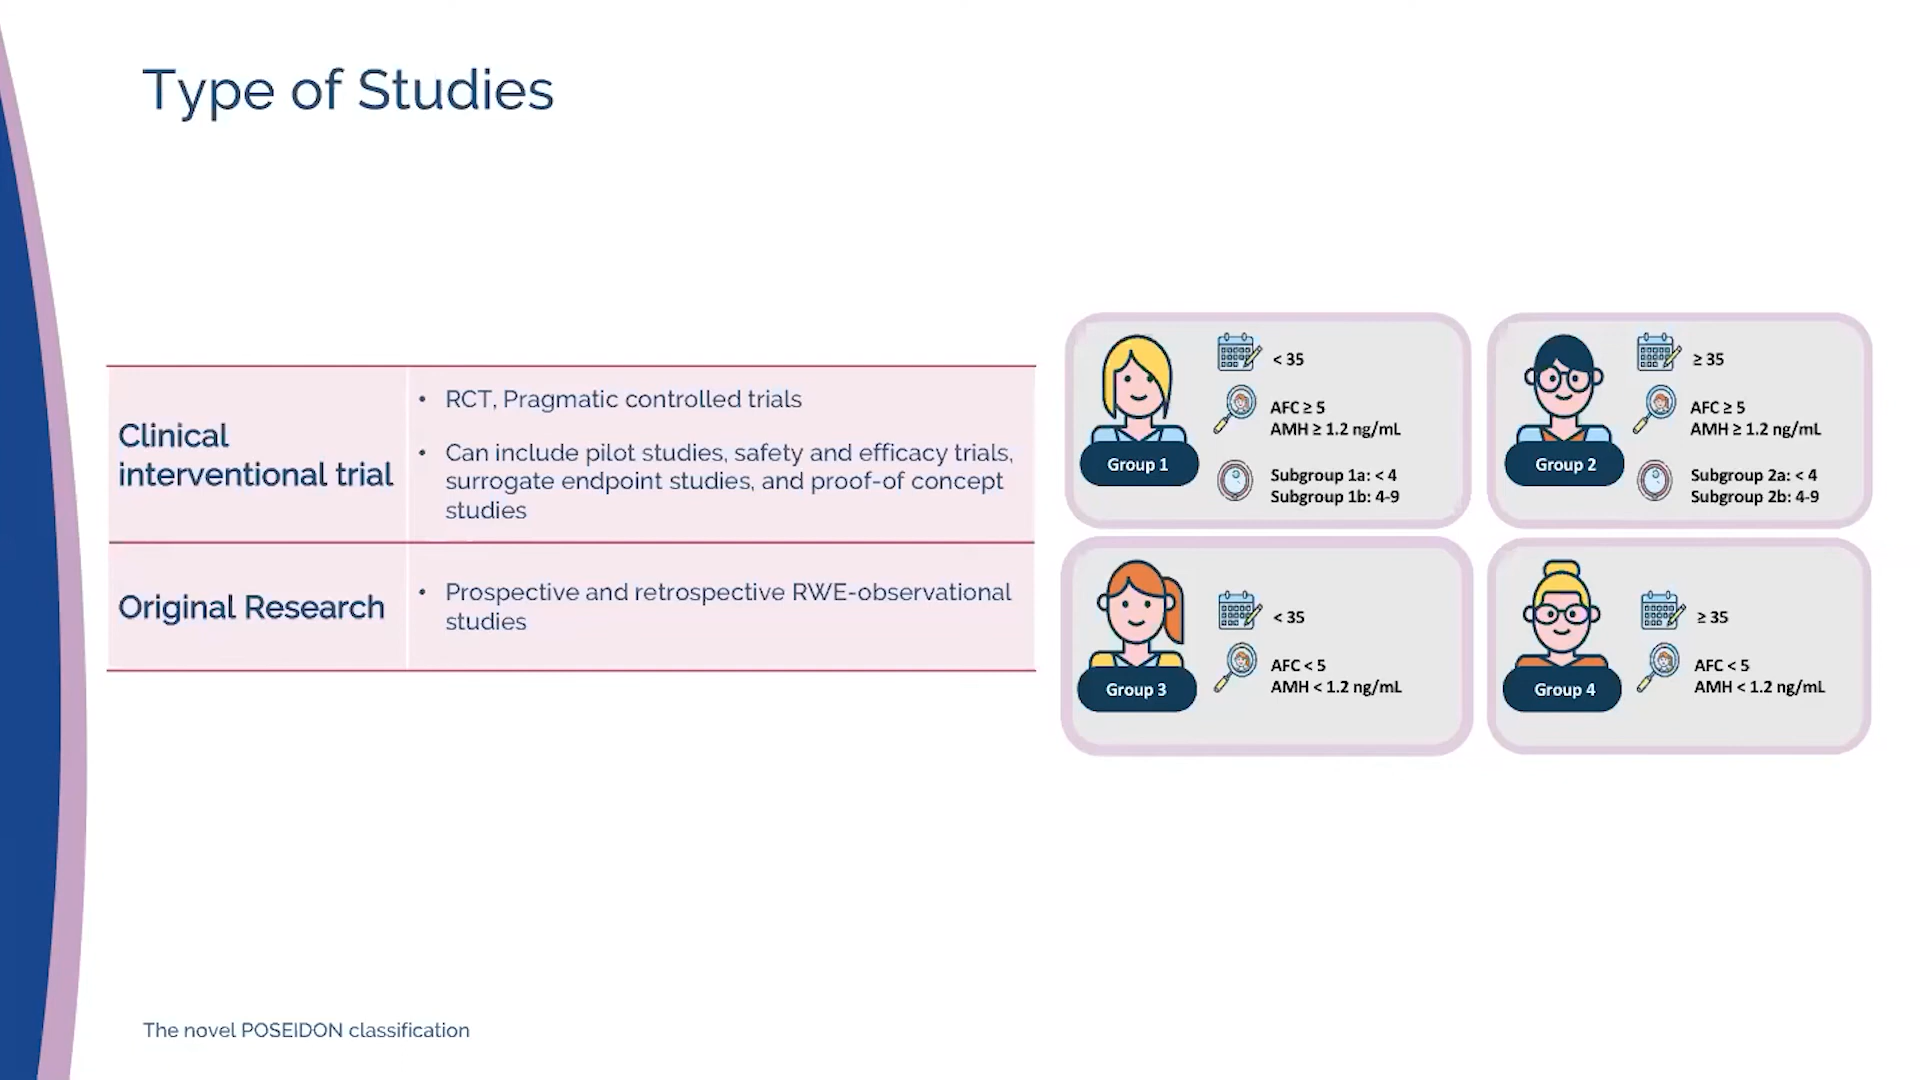 Type of Studies
Clinical
interventional trial
• RCT, Pragmatic controlled trials
• Can include pilot studies, safety and efficacy trials,
surrogate endpoint studies, and proof-of concept
studies
Original Research
• Prospective and retrospective RWE-observational
studies
Group 1
< 35
AFC ≥ 5
AMH ≥ 1.2 ng/mL
Subgroup 1a: < 4
Subgroup 1b: 4-9
Group 2
≥ 35
AFC ≥ 5
AMH ≥ 1.2 ng/mL
Subgroup 2a: < 4
Subgroup 2b: 4-9
Group 3
< 35
AFC < 5
AMH < 1.2 ng/mL
Group 4
≥ 35
AFC < 5
AMH < 1.2 ng/mL
The novel POSEIDON classification